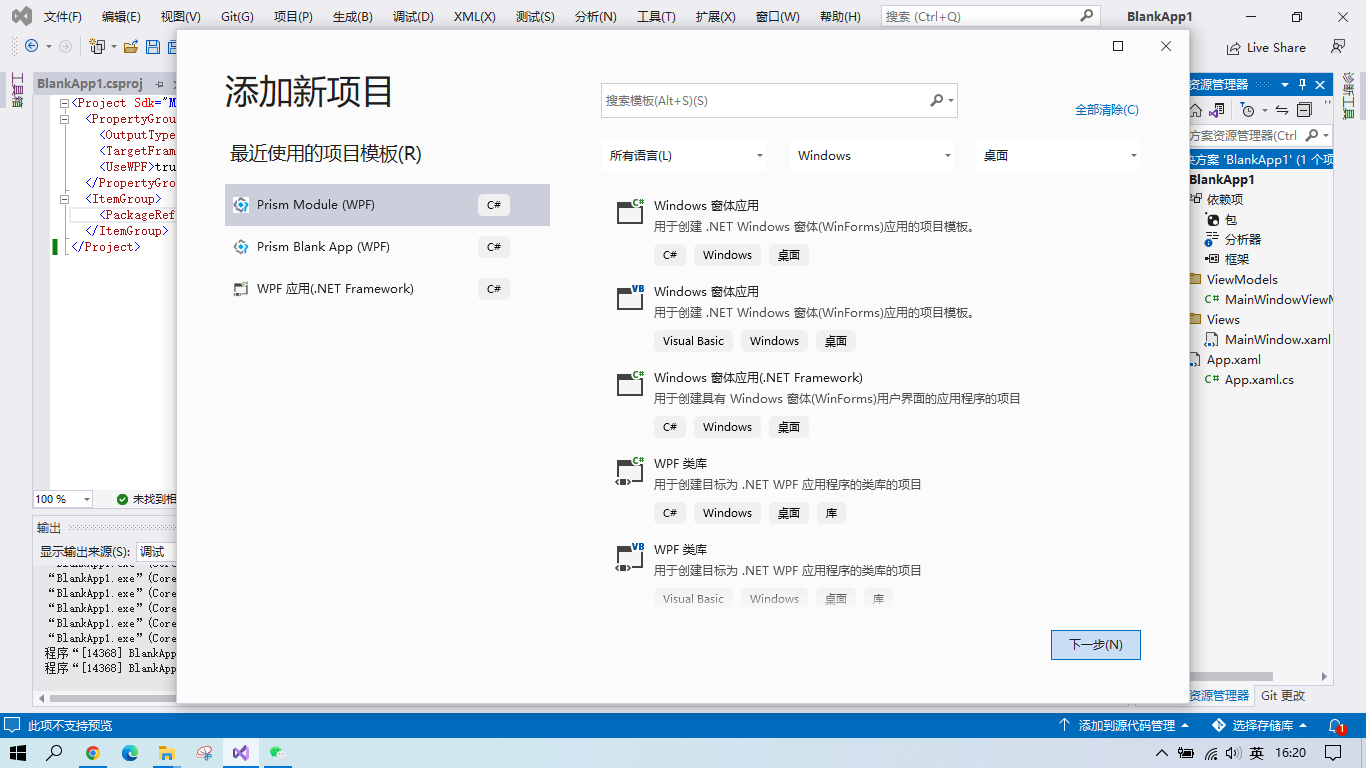 文件(F) 编辑(E) 视图(V) Git(G) 项目(P) 生成(B) 调试(D) XML(X) 测试(S) 分析(N) 工具(T) 扩展(X) 窗口(W) 帮助(H) 搜索 (Ctrl+Q) BlankApp1
Live Share
工具箱
BlankApp1.csproj
<Project Sdk="M
<PropertyGrou
<OutputType
<TargetFram
<UseWPF>tru
</PropertyGro
<ItemGroup>
<PackageRef
</ItemGroup>
</Project>
100 % 未找到相
输出
显示输出来源(S): 调试
“BlankApp1.exe”(Core
“BlankApp1.exe”(Core
“BlankApp1.exe”(Core
“BlankApp1.exe”(Core
“BlankApp1.exe”(Core
“BlankApp1.exe”(Core
程序“[14368] BlankApp
程序“[14368] BlankApp
添加新项目
最近使用的项目模板(R)
Prism Module (WPF) C#
Prism Blank App (WPF) C#
WPF 应用(.NET Framework) C#
搜索模板(Alt+S)(S)
全部清除(C)
所有语言(L) Windows 桌面
C#
Windows 窗体应用
用于创建 .NET Windows 窗体(WinForms)应用的项目模板。
C# Windows 桌面
VB
Windows 窗体应用
用于创建 .NET Windows 窗体(WinForms)应用的项目模板。
Visual Basic Windows 桌面
C#
Windows 窗体应用(.NET Framework)
用于创建具有 Windows 窗体(WinForms)用户界面的应用程序的项目
C# Windows 桌面
C#
WPF 类库
用于创建目标为 .NET WPF 应用程序的类库的项目
C# Windows 桌面 库
VB
WPF 类库
用于创建目标为 .NET WPF 应用程序的类库的项目
Visual Basic Windows 桌面 库
下一步(N)
资源管理器
诊断工具
方案资源管理器(Ctrl
决方案 'BlankApp1' (1 个项
BlankApp1
依赖项
包
分析器
框架
ViewModels
C# MainWindowViewM
Views
MainWindow.xaml
App.xaml
C# App.xaml.cs
资源管理器 Git 更改
此项不支持预览 添加到源代码管理 选择存储库 1
英 16:20